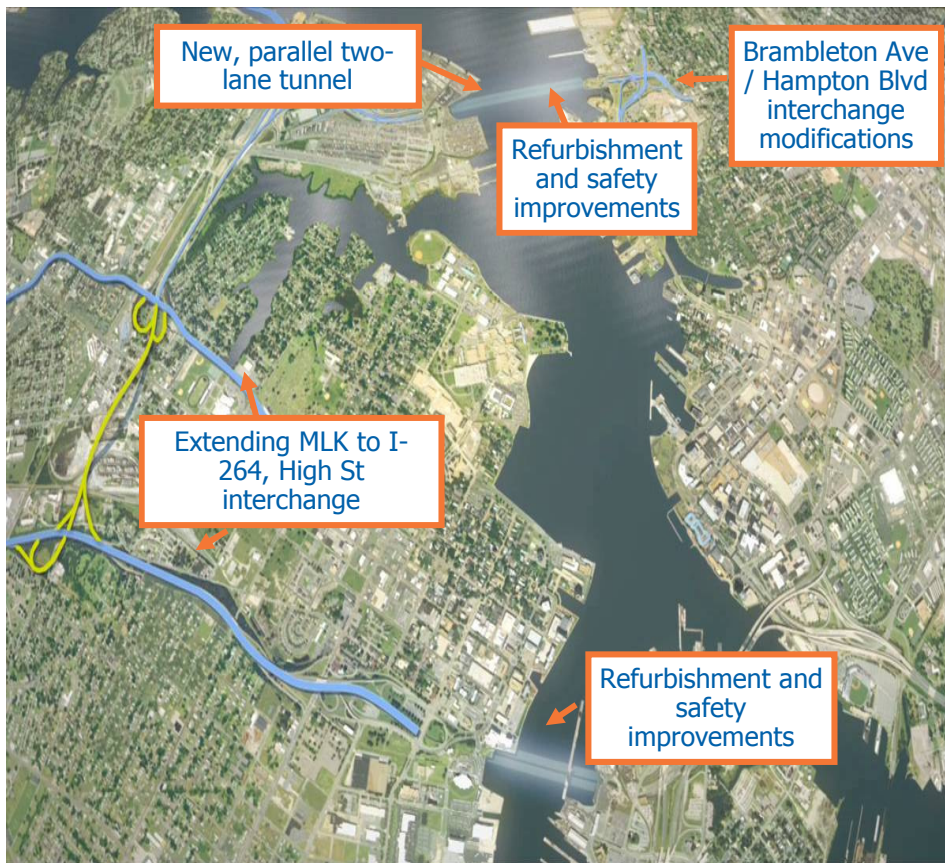 New, parallel two-
lane tunnel
Brambleton Ave
/ Hampton Blvd
interchange
modifications
Refurbishment
and safety
improvements
Extending MLK to I-
264, High St
interchange
Refurbishment and
safety
improvements